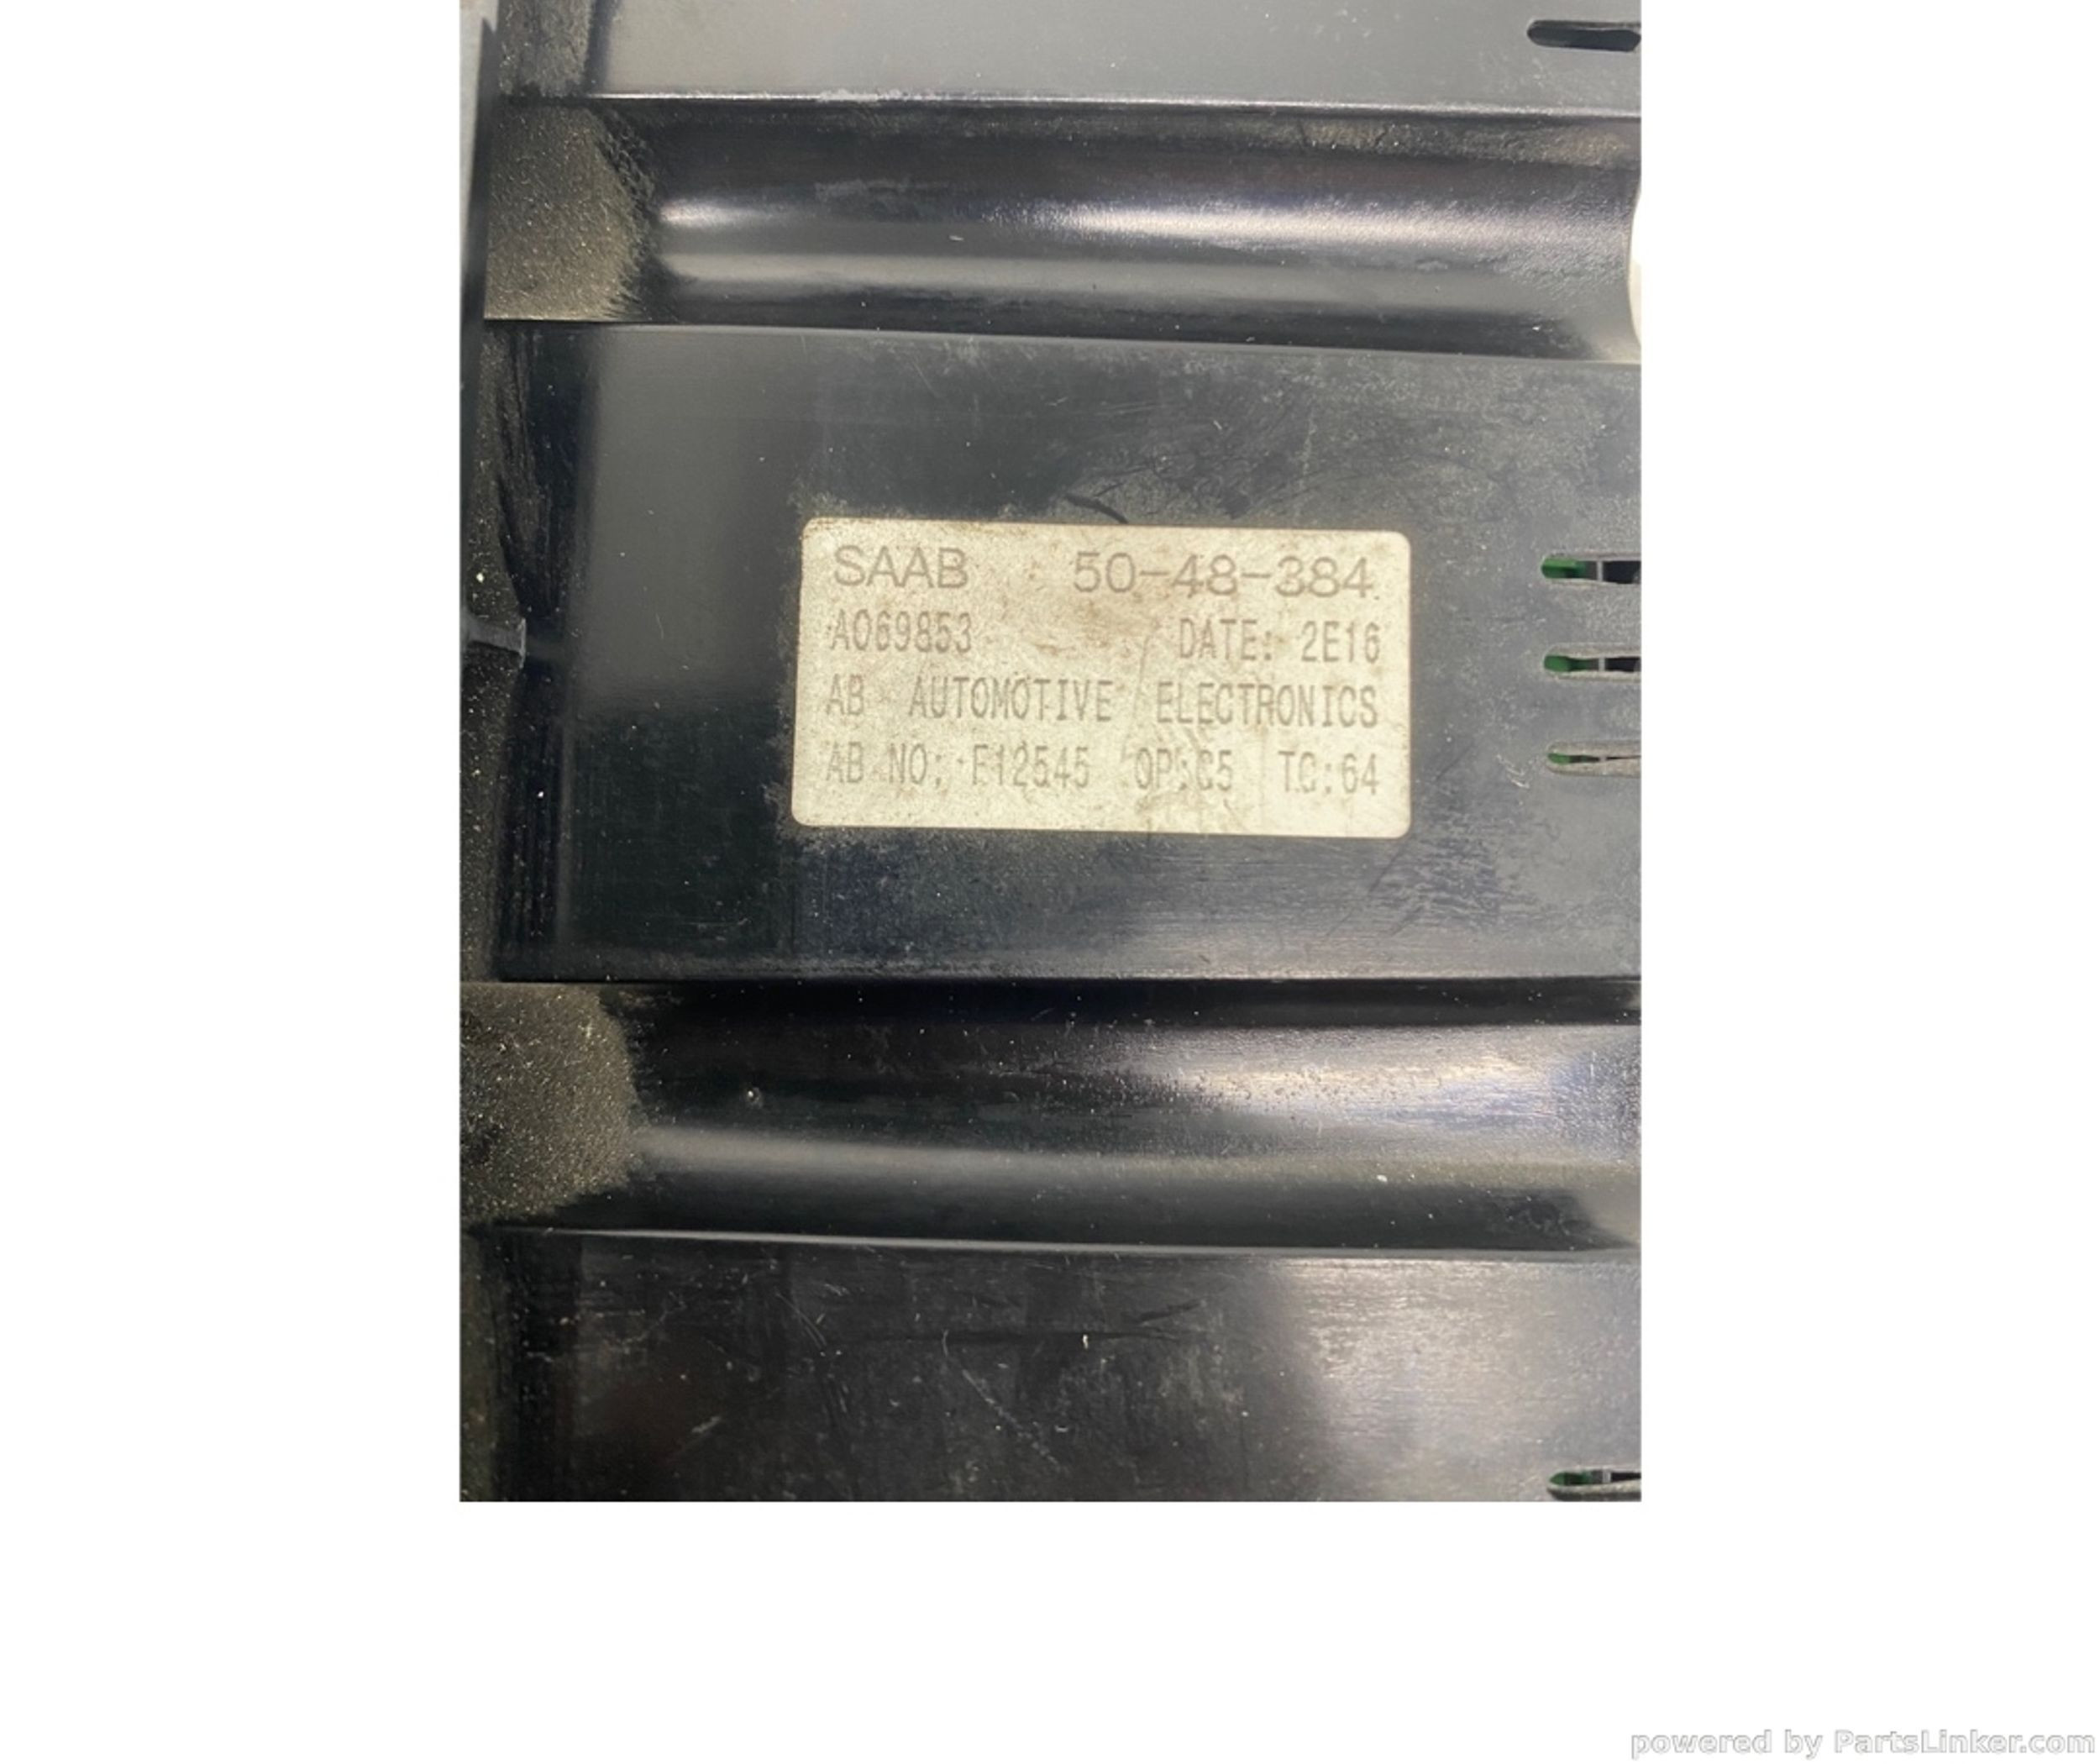 SAAB 50-48-384
A069853 DATE: 2E16
AB AUTOMOTIVE ELECTRONICS
AB NO: F12545 OP:C5 TC:64
powered by PartsLinker.com